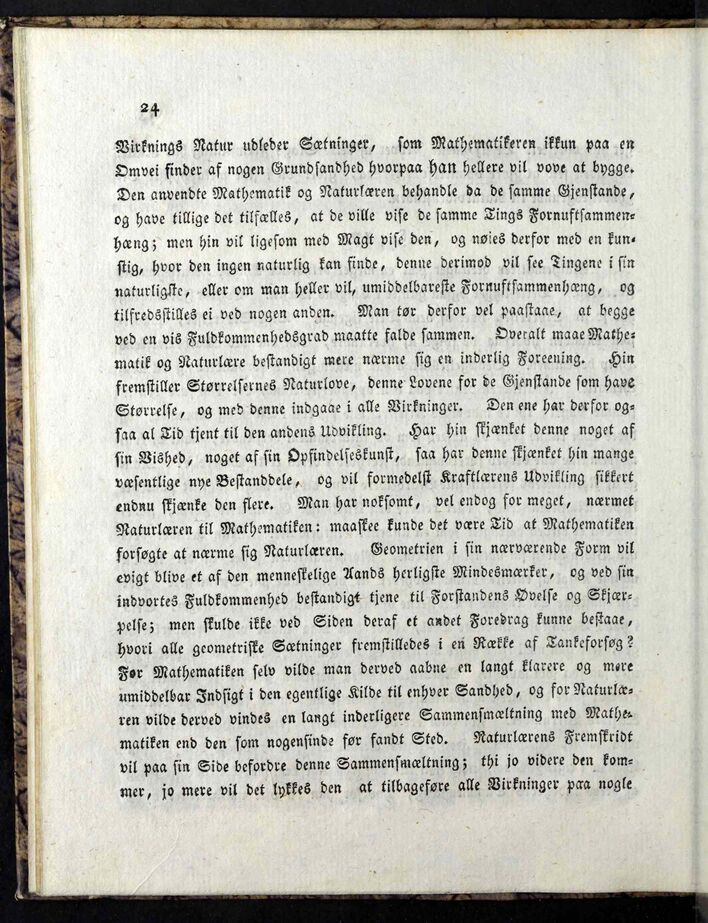 24
Virknings Natur udleder Sætninger, som Mathematikeren ikkun paa en
Omvei finder af nogen Grundsandhed hvorpaa han hellere vil vove at bygge.
Den anvendte Mathematik og Naturlæren behandle da de samme Gjenstande,
og have tillige det tilfælles, at de ville vise de samme Tings Fornuftsammen-
hæng; men hin vil ligesom med Magt vise den, og nøies derfor med en kun-
stig, hvor den ingen naturlig kan finde, denne derimod vil see Tingene i sin
naturligste, eller om man heller vil, umiddelbareste Fornuftsammenhæng, og
tilfredsstilles ei ved nogen anden. Man tør derfor vel paastaae, at begge
ved en vis Fuldkommenhedsgrad maatte falde sammen. Overalt maae Mathe-
matik og Naturlære bestandigt mere nærme sig en inderlig Foreening. Hin
fremstiller Størrelsernes Naturlove, denne Lovene for de Gjenstande som have
Størrelse, og med denne indgaae i alle Virkninger. Den ene har derfor og-
saa al Tid tjent til den andens Udvikling. Har hin skjænket denne noget af
sin Vished, noget af sin Opfindelseskunst, saa har denne skjænket hin mange
væsentlige nye Bestanddele, og vil formedelst Kraftlærens Udvikling sikkert
endnu skjænke den flere. Man har noksomt, vel endog for meget, nærmet
Naturlæren til Mathematiken: maaskee kunde det være Tid at Mathematiken
forsøgte at nærme sig Naturlæren. Geometrien i sin nærværende Form vil
evigt blive et af den menneskelige Aands herligste Mindesmærker, og ved sin
indvortes Fuldkommenhed bestandigt tjene til Forstandens Øvelse og Skjær-
pelse; men skulde ikke ved Siden deraf et andet Foredrag kunne bestaae,
hvori alle geometriske Sætninger fremstilledes i en Række af Tankeforsøg?
For Mathematiken selv vilde man derved aabne en langt klarere og mere
umiddelbar Indsigt i den egentlige Kilde til enhver Sandhed, og for Naturlæ-
ren vilde derved vindes en langt inderligere Sammensmæltning med Mathe-
matiken end den som nogensinde før fandt Sted. Naturlærens Fremskridt
vil paa sin Side befordre denne Sammensmæltning; thi jo videre den kom-
mer, jo mere vil det lykkes den at tilbageføre alle Virkninger paa nogle